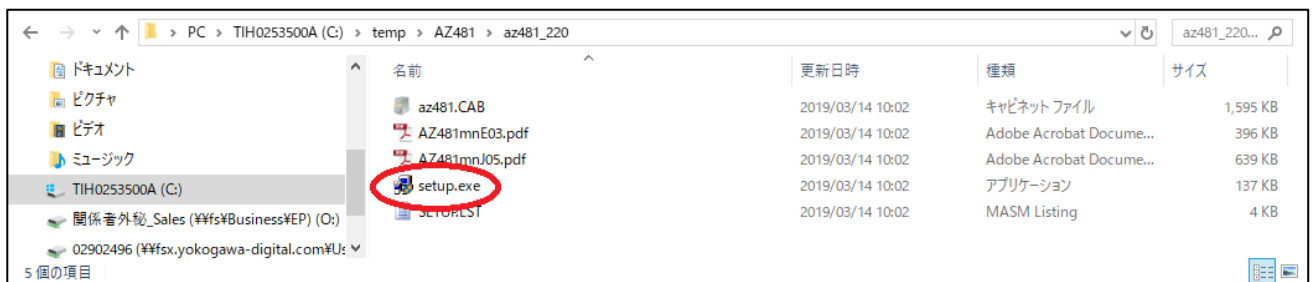 PC › TIH0253500A (C:) › temp › AZ481 › az481_220
az481_220...
ドキュメント
ピクチャ
ビデオ
ミュージック
TIH0253500A (C:)
関係者外秘_Sales (¥¥fs¥Business¥EP) (O:)
02902496 (¥¥fsx.yokogawa-digital.com¥Us
名前 更新日時 種類 サイズ
az481.CAB 2019/03/14 10:02 キャビネット ファイル 1,595 KB
AZ481mnE03.pdf 2019/03/14 10:02 Adobe Acrobat Docume... 396 KB
AZ481mnJ05.pdf 2019/03/14 10:02 Adobe Acrobat Docume... 639 KB
setup.exe 2019/03/14 10:02 アプリケーション 137 KB
SETUP.LST 2019/03/14 10:02 MASM Listing 4 KB
5 個の項目